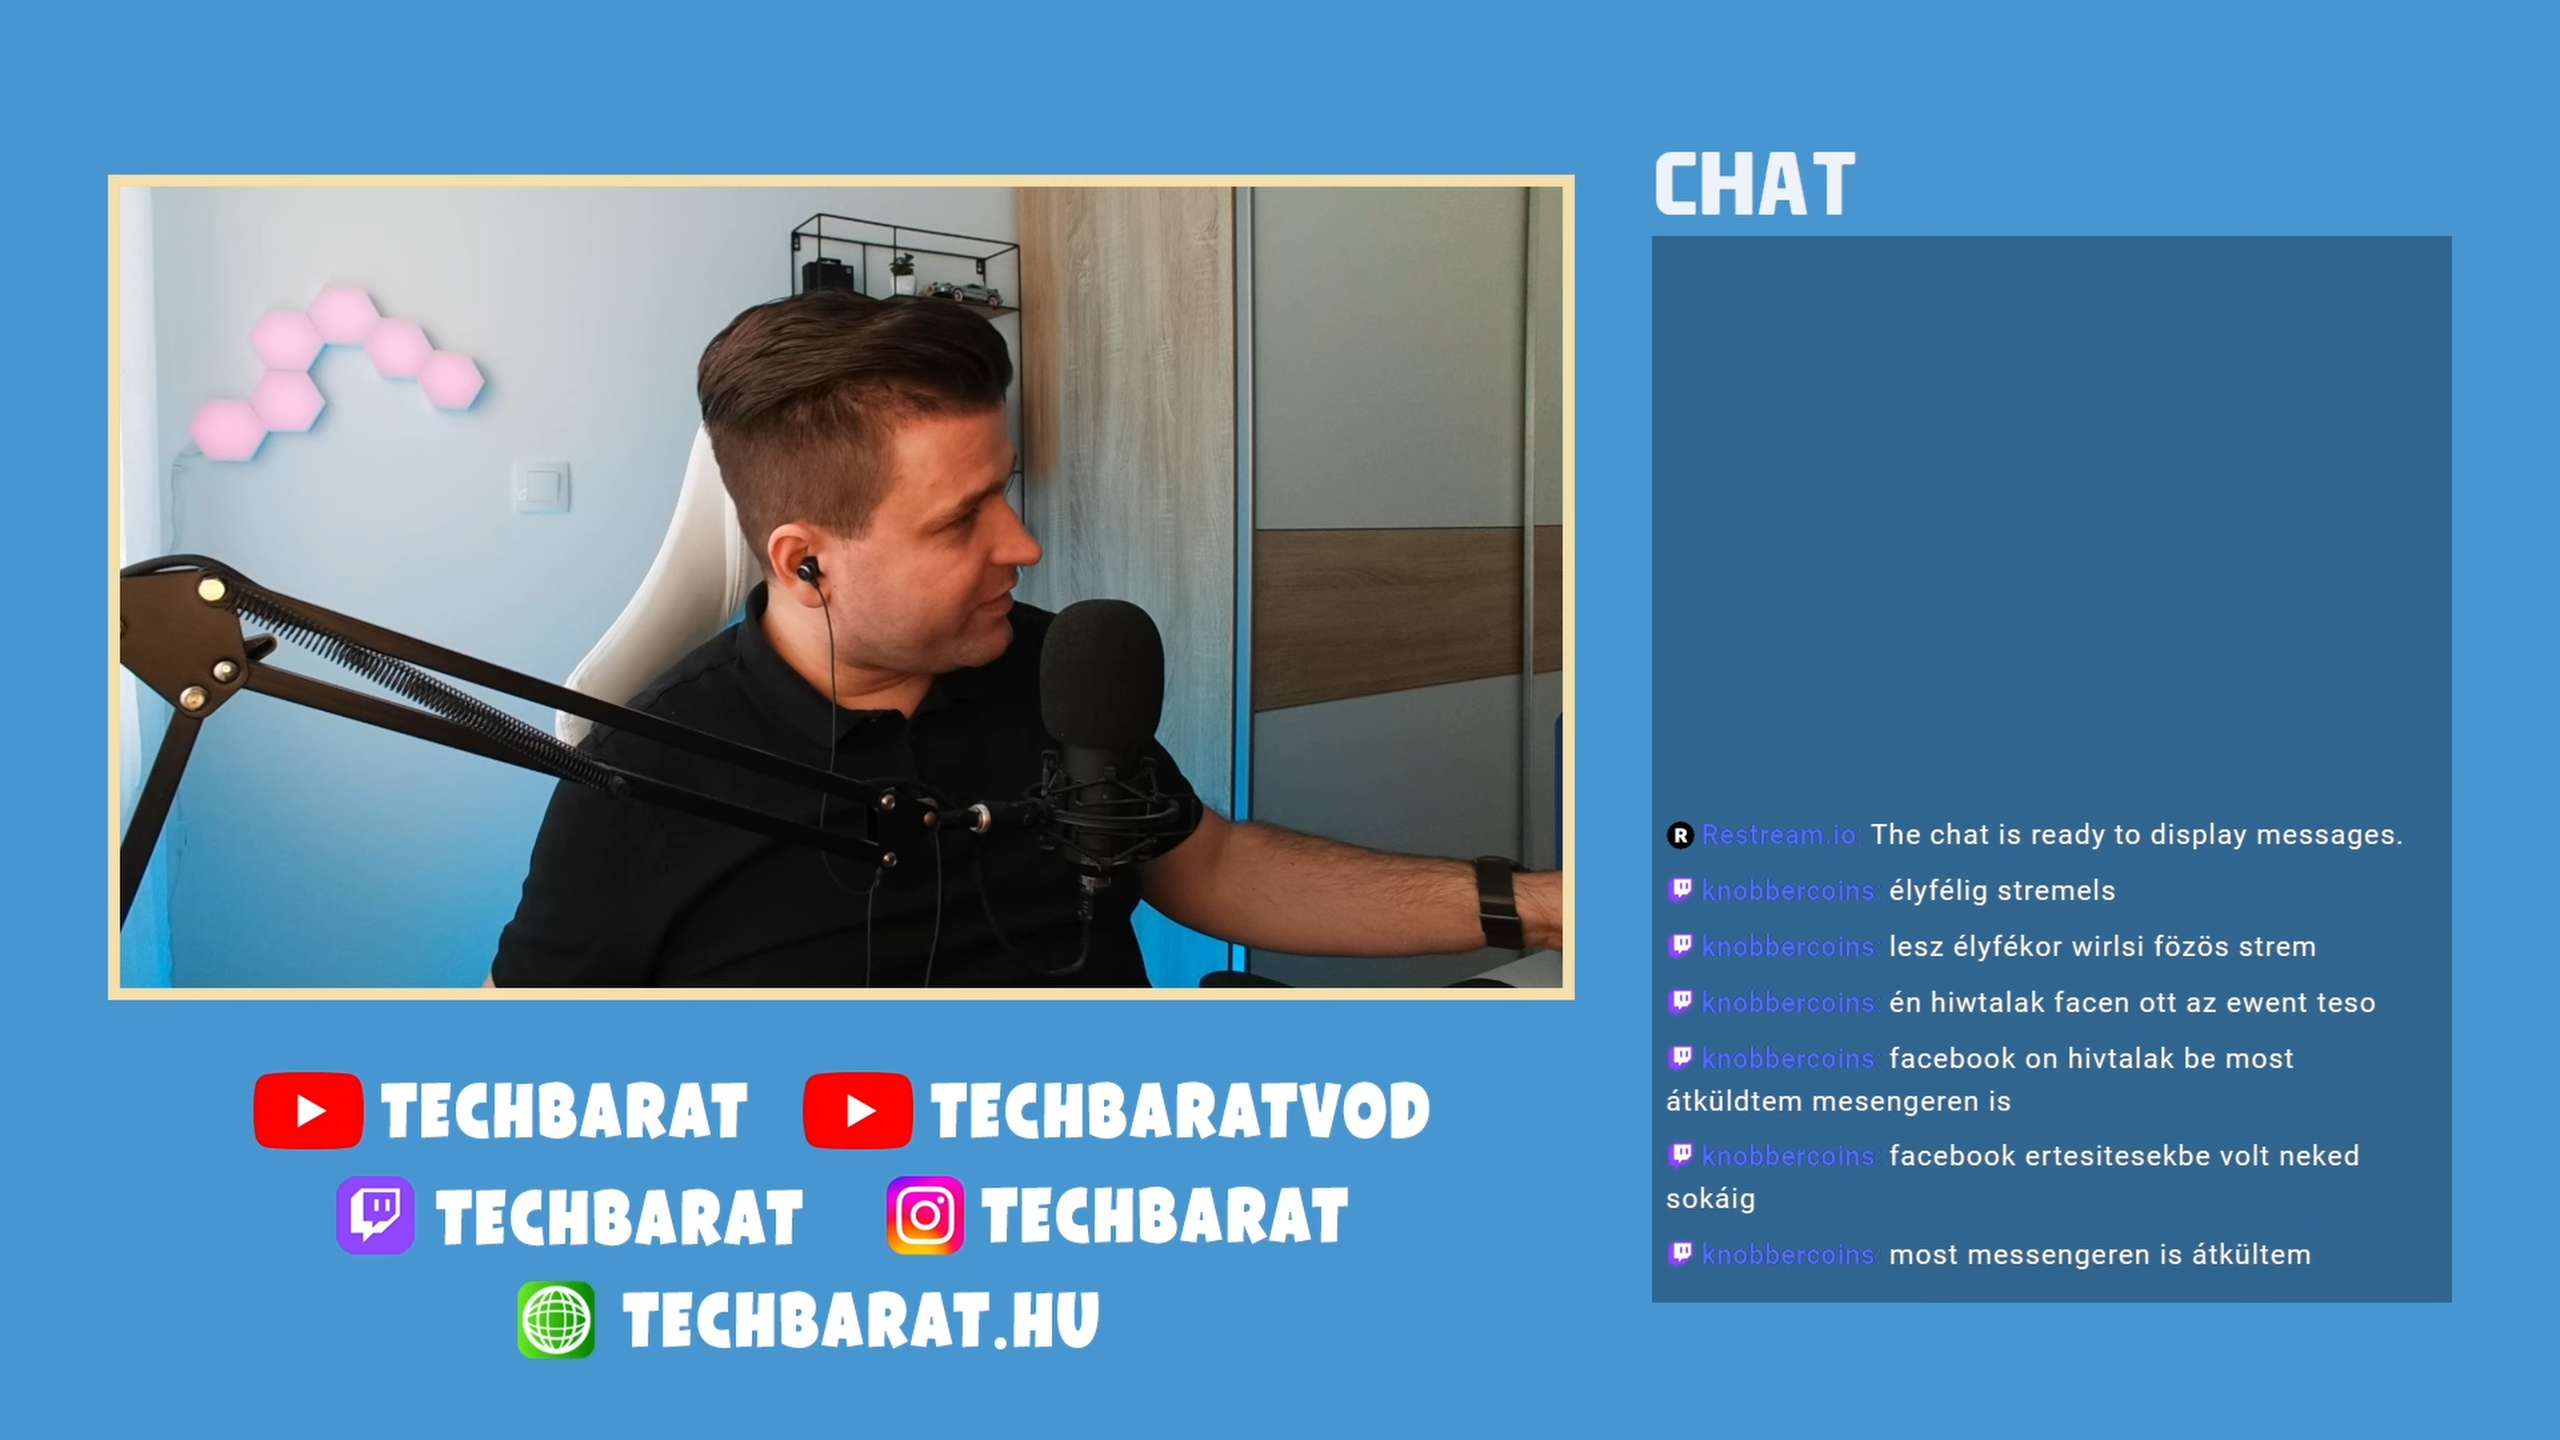 CHAT
R Restream.io: The chat is ready to display messages.
knobbercoins: élyfélig stremels
knobbercoins: lesz élyfékor wirlsi fözös strem
knobbercoins: én hiwtalak facen ott az ewent teso
knobbercoins: facebook on hivtalak be most
átküldtem mesengeren is
knobbercoins: facebook ertesitesekbe volt neked
sokáig
knobbercoins: most messengeren is átkültem
TECHBARAT TECHBARATVOD
TECHBARAT TECHBARAT
TECHBARAT.HU